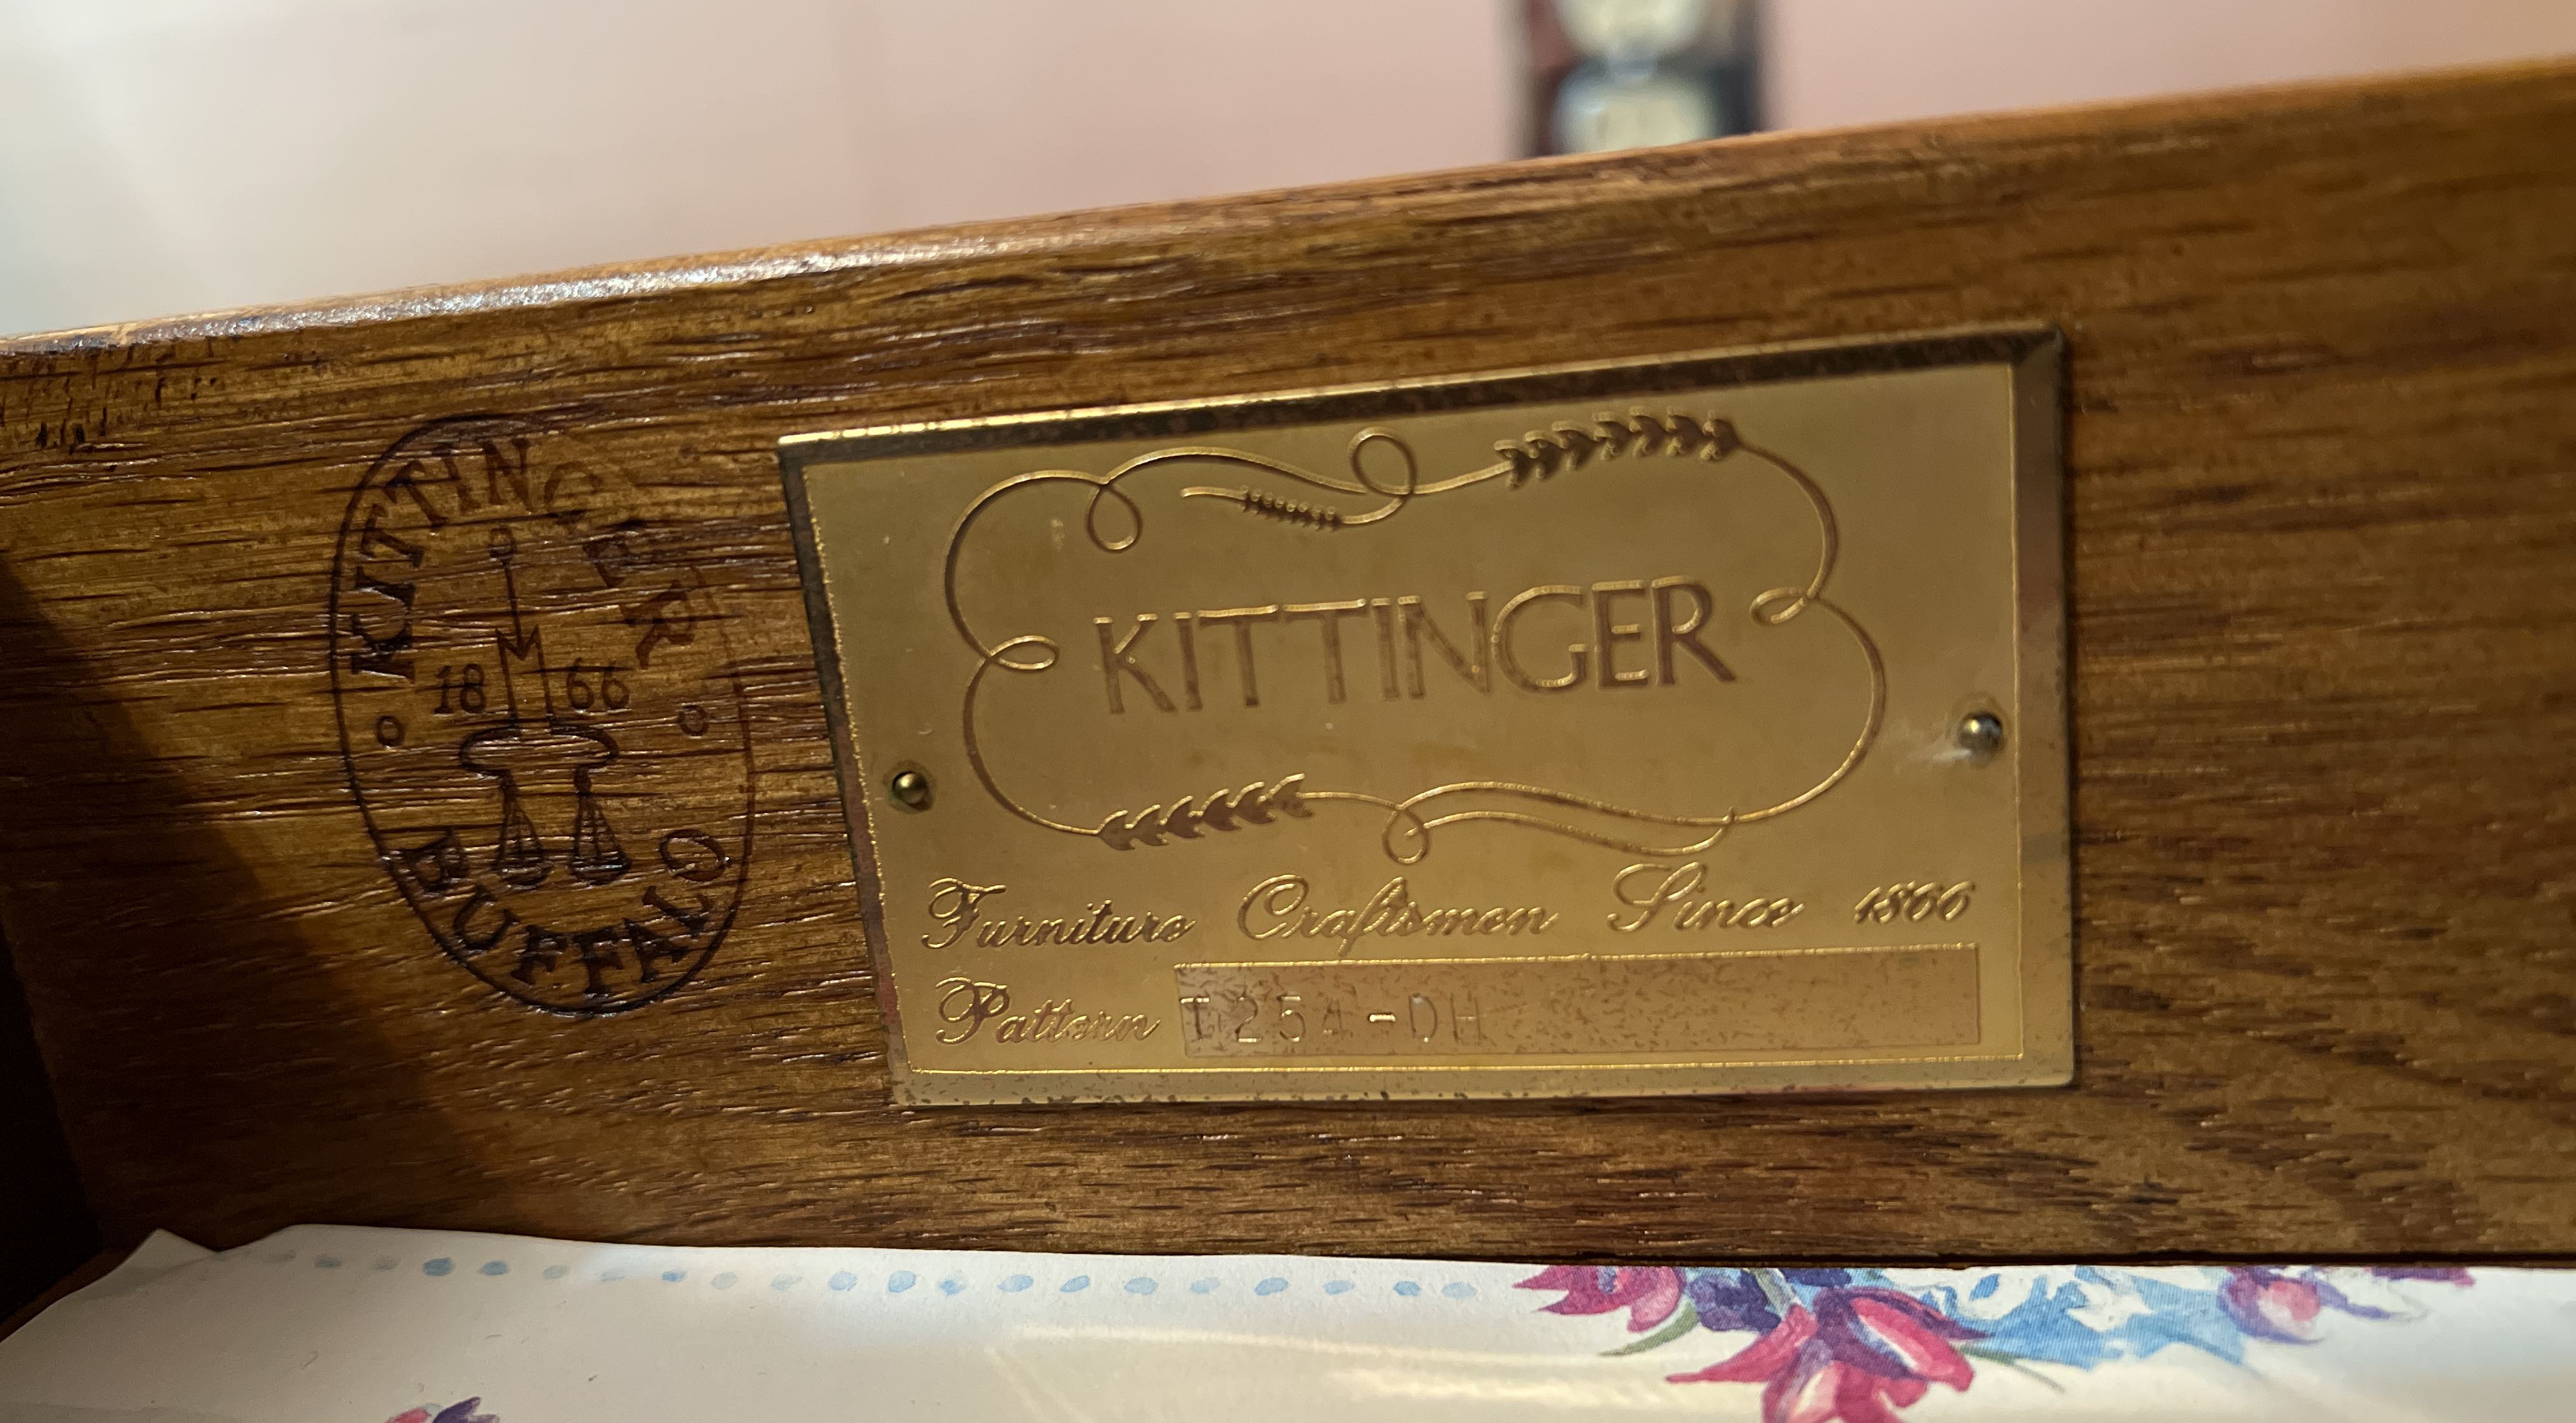 KITTINGER
18 66
BUFFALO
KITTINGER
Furniture Craftsmen Since 1866
Pattern T254-DH